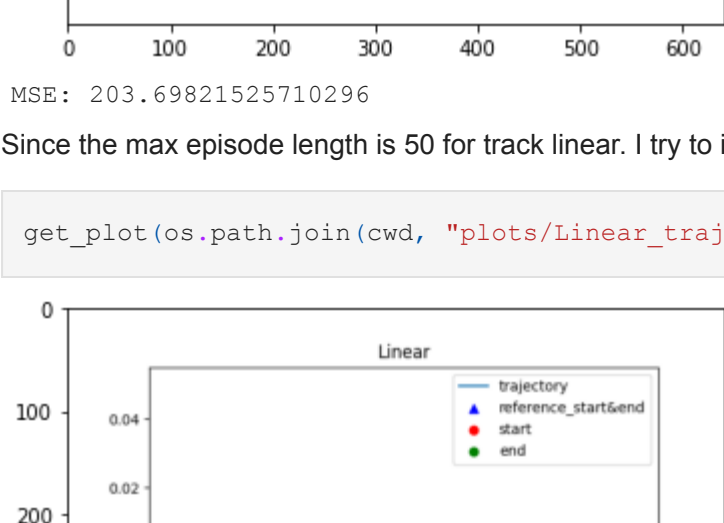 0 100 200 300 400 500 600
MSE: 203.69821525710296
Since the max episode length is 50 for track linear. I try to
get_plot(os.path.join(cwd, "plots/Linear_traj
0
Linear
trajectory
reference_start&end
100
0.04
start
end
0.02
200